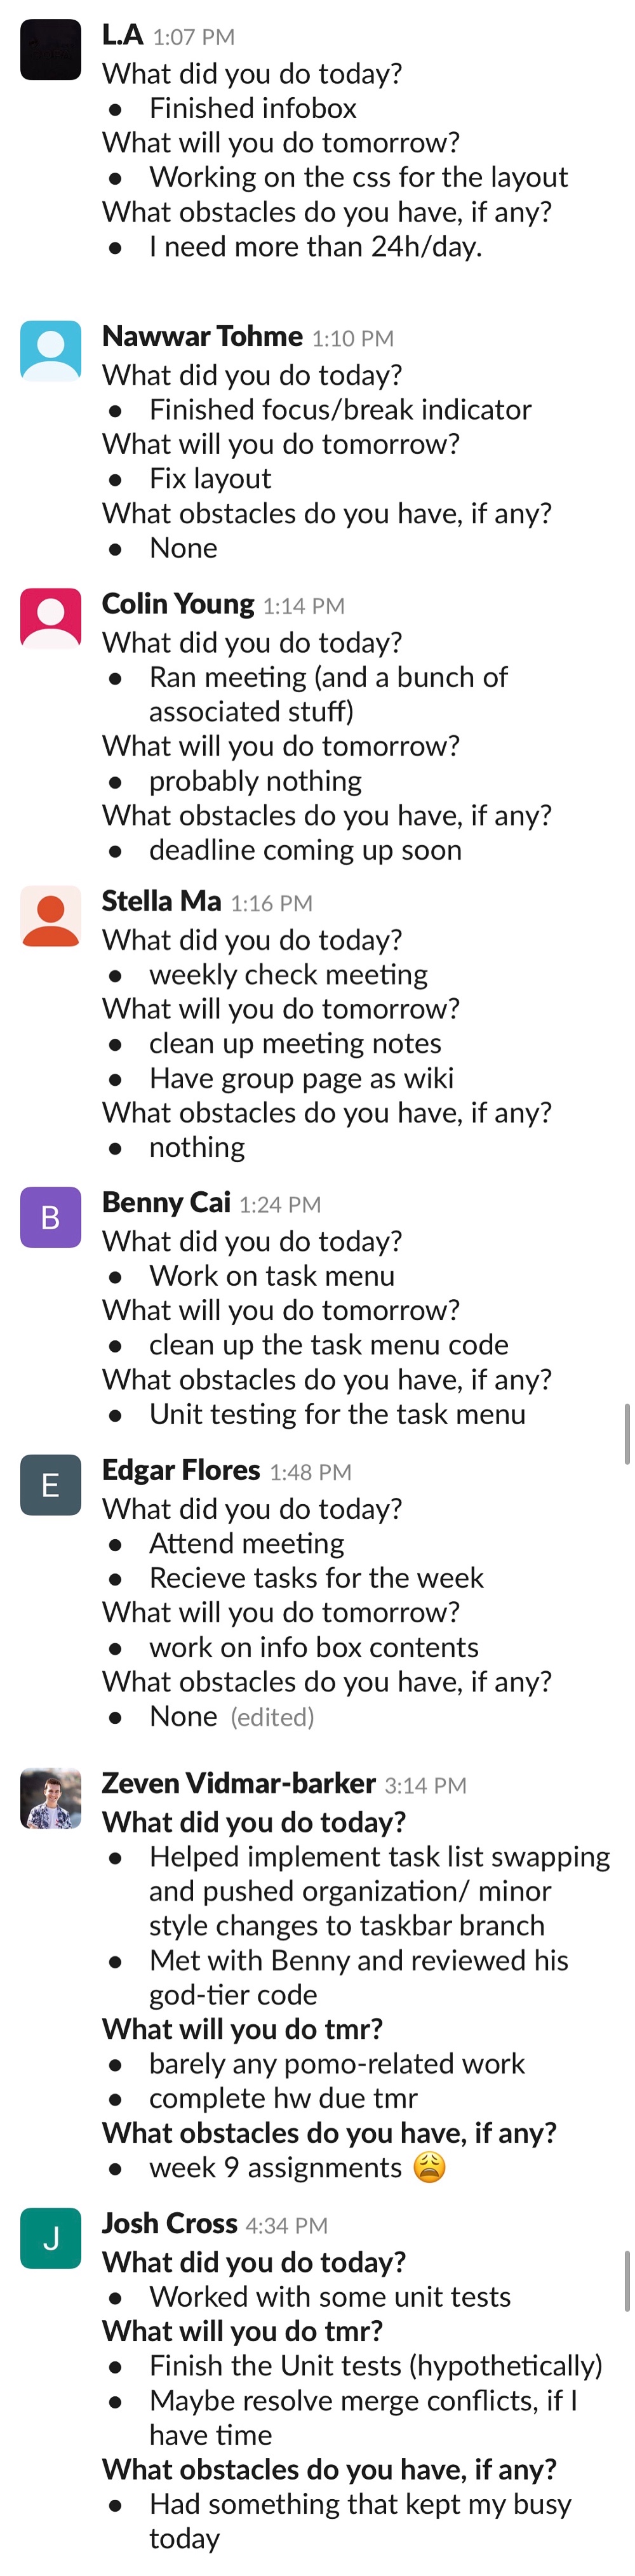 L.A 1:07 PM
What did you do today?
● Finished infobox
What will you do tomorrow?
● Working on the css for the layout
What obstacles do you have, if any?
● I need more than 24h/day.
Nawwar Tohme 1:10 PM
What did you do today?
● Finished focus/break indicator
What will you do tomorrow?
● Fix layout
What obstacles do you have, if any?
● None
Colin Young 1:14 PM
What did you do today?
● Ran meeting (and a bunch of
associated stuff)
What will you do tomorrow?
● probably nothing
What obstacles do you have, if any?
● deadline coming up soon
Stella Ma 1:16 PM
What did you do today?
● weekly check meeting
What will you do tomorrow?
● clean up meeting notes
● Have group page as wiki
What obstacles do you have, if any?
● nothing
B
Benny Cai 1:24 PM
What did you do today?
● Work on task menu
What will you do tomorrow?
● clean up the task menu code
What obstacles do you have, if any?
● Unit testing for the task menu
E
Edgar Flores 1:48 PM
What did you do today?
● Attend meeting
● Recieve tasks for the week
What will you do tomorrow?
● work on info box contents
What obstacles do you have, if any?
● None (edited)
Zeven Vidmar-barker 3:14 PM
What did you do today?
● Helped implement task list swapping
and pushed organization/ minor
style changes to taskbar branch
● Met with Benny and reviewed his
god-tier code
What will you do tmr?
● barely any pomo-related work
● complete hw due tmr
What obstacles do you have, if any?
● week 9 assignments 😩
J
Josh Cross 4:34 PM
What did you do today?
● Worked with some unit tests
What will you do tmr?
● Finish the Unit tests (hypothetically)
● Maybe resolve merge conflicts, if I
have time
What obstacles do you have, if any?
● Had something that kept my busy
today